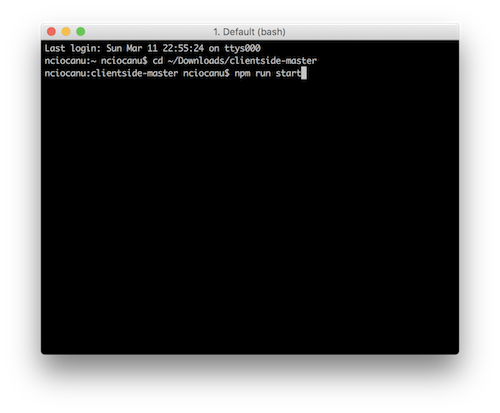 1. Default (bash)
Last login: Sun Mar 11 22:55:24 on ttys000
nciocanu:~ nciocanu$ cd ~/Downloads/clientside-master
nciocanu:clientside-master nciocanu$ npm run start